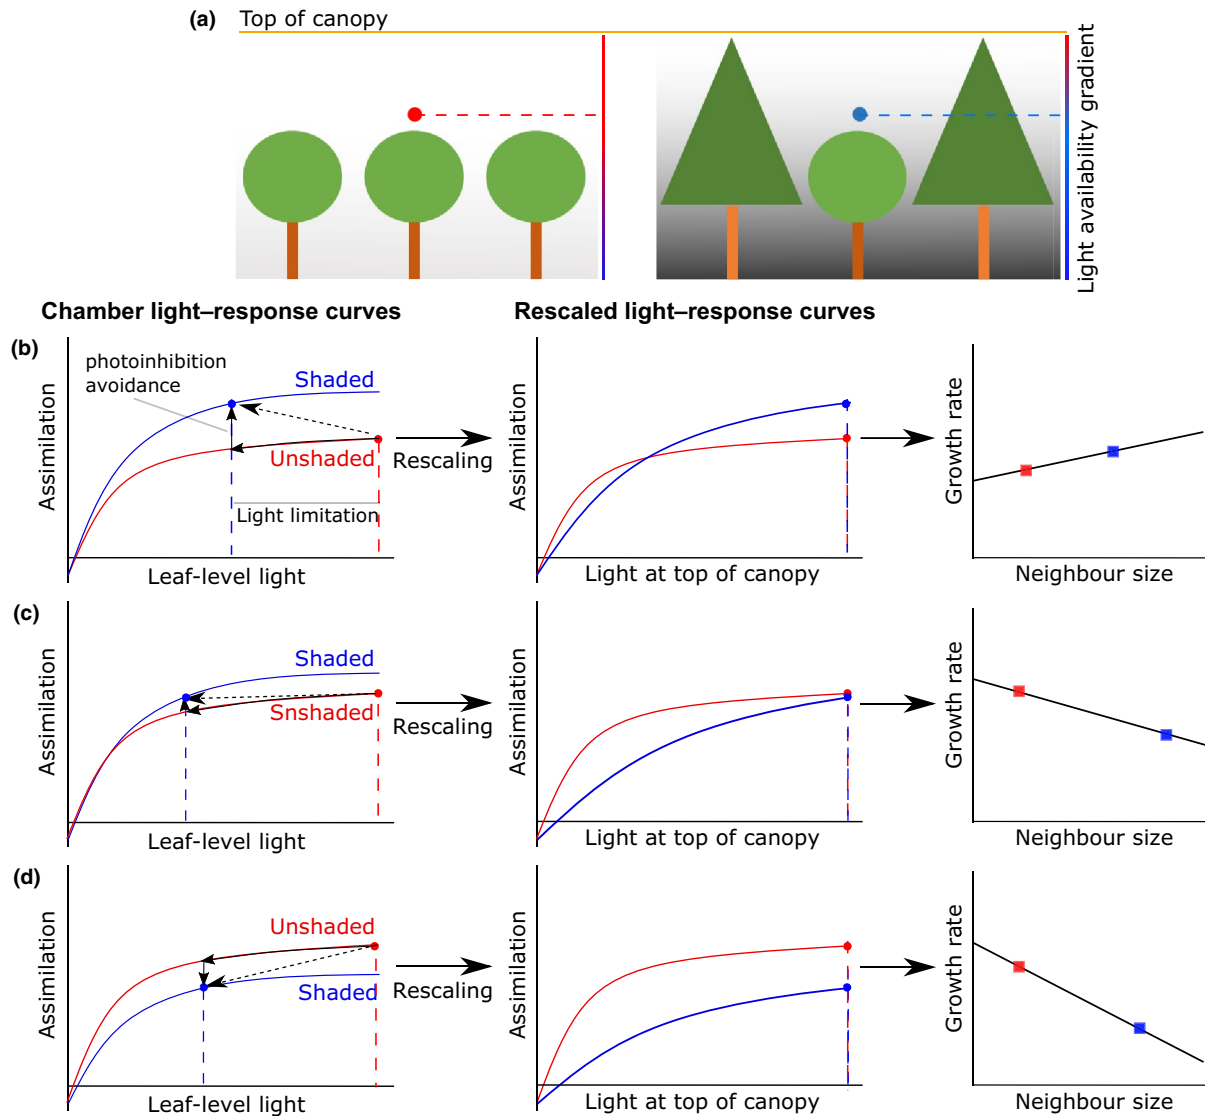 (a)
Top of canopy
Light availability gradient
Chamber light–response curves
Rescaled light–response curves
(b)
Assimilation
photoinhibition
avoidance
Shaded
Unshaded
Light limitation
Leaf-level light
Rescaling
Assimilation
Light at top of canopy
Growth rate
Neighbour size
(c)
Assimilation
Shaded
Snshaded
Leaf-level light
Rescaling
Assimilation
Light at top of canopy
Growth rate
Neighbour size
(d)
Assimilation
Unshaded
Shaded
Leaf-level light
Rescaling
Assimilation
Light at top of canopy
Growth rate
Neighbour size